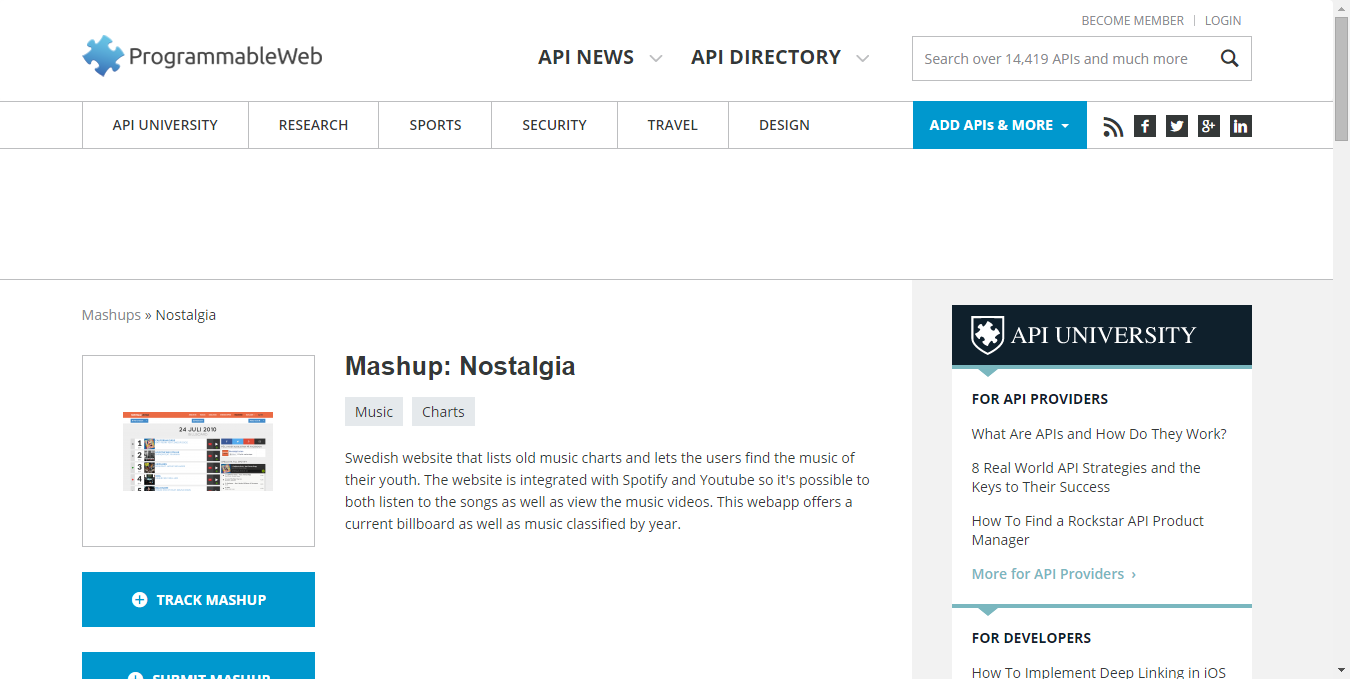 BECOME MEMBER | LOGIN
ProgrammableWeb
API NEWS
API DIRECTORY
Search over 14,419 APIs and much more
API UNIVERSITY
RESEARCH
SPORTS
SECURITY
TRAVEL
DESIGN
ADD APIs & MORE
Mashups » Nostalgia
24 JULI 2010
1
2
3
4
Mashup: Nostalgia
Music
Charts
Swedish website that lists old music charts and lets the users find the music of
their youth. The website is integrated with Spotify and Youtube so it's possible to
both listen to the songs as well as view the music videos. This webapp offers a
current billboard as well as music classified by year.
TRACK MASHUP
SUBMIT MASHUP
API UNIVERSITY
FOR API PROVIDERS
What Are APIs and How Do They Work?
8 Real World API Strategies and the
Keys to Their Success
How To Find a Rockstar API Product
Manager
More for API Providers ›
FOR DEVELOPERS
How To Implement Deep Linking in iOS